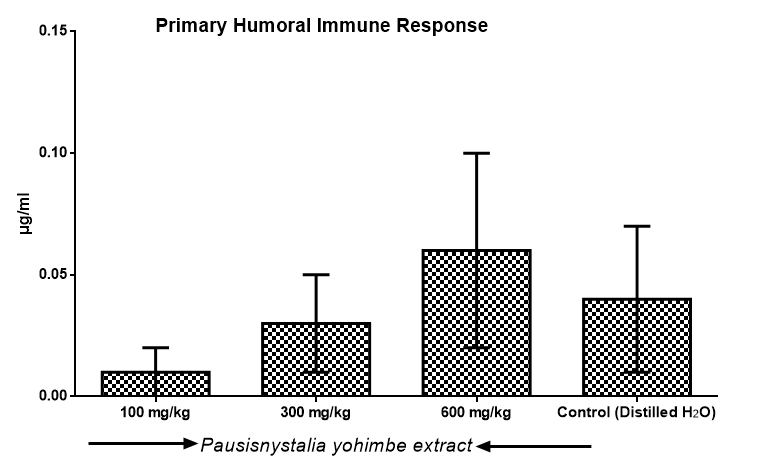 Primary Humoral Immune Response
0.15
0.10
0.05
0.00
µg/ml
100 mg/kg
300 mg/kg
600 mg/kg
Control (Distilled H₂O)
Pausisnystalia yohimbe extract